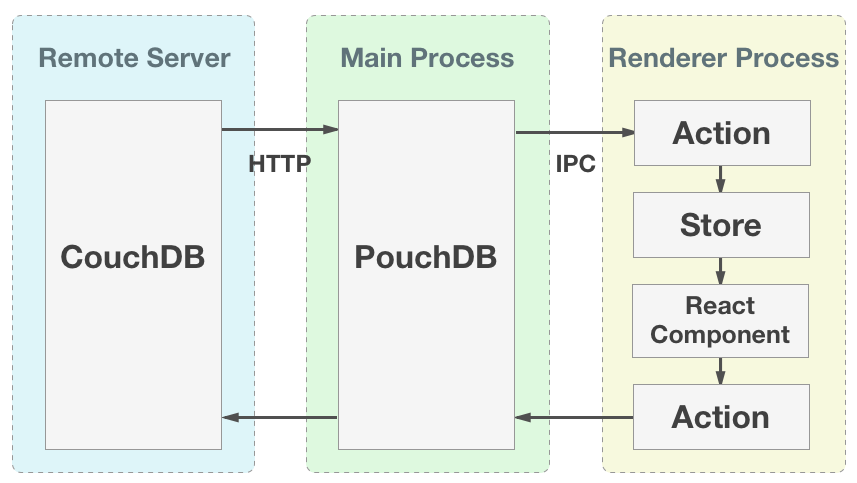 Remote Server
Main Process
Renderer Process
HTTP
IPC
CouchDB
PouchDB
Action
Store
React
Component
Action